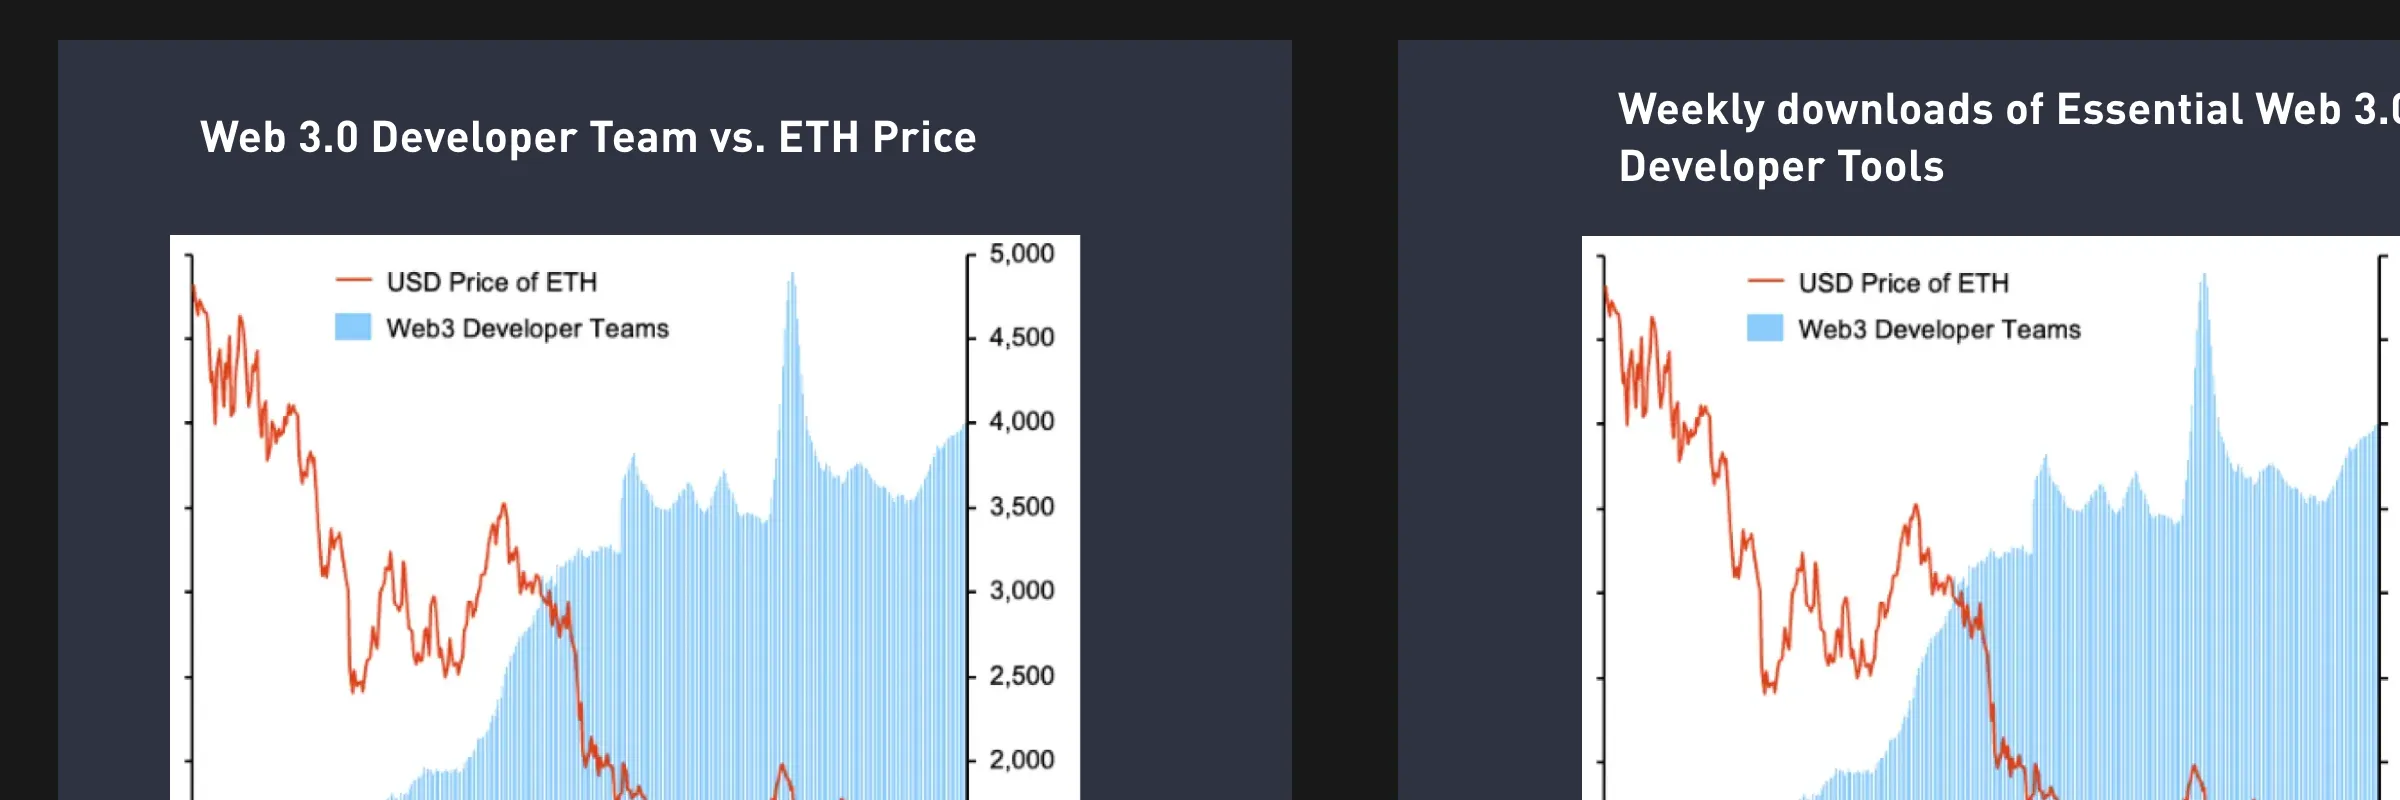 Web 3.0 Developer Team vs. ETH Price
USD Price of ETH
Web3 Developer Teams
5,000
4,500
4,000
3,500
3,000
2,500
2,000
Weekly downloads of Essential Web 3.0
Developer Tools
USD Price of ETH
Web3 Developer Teams